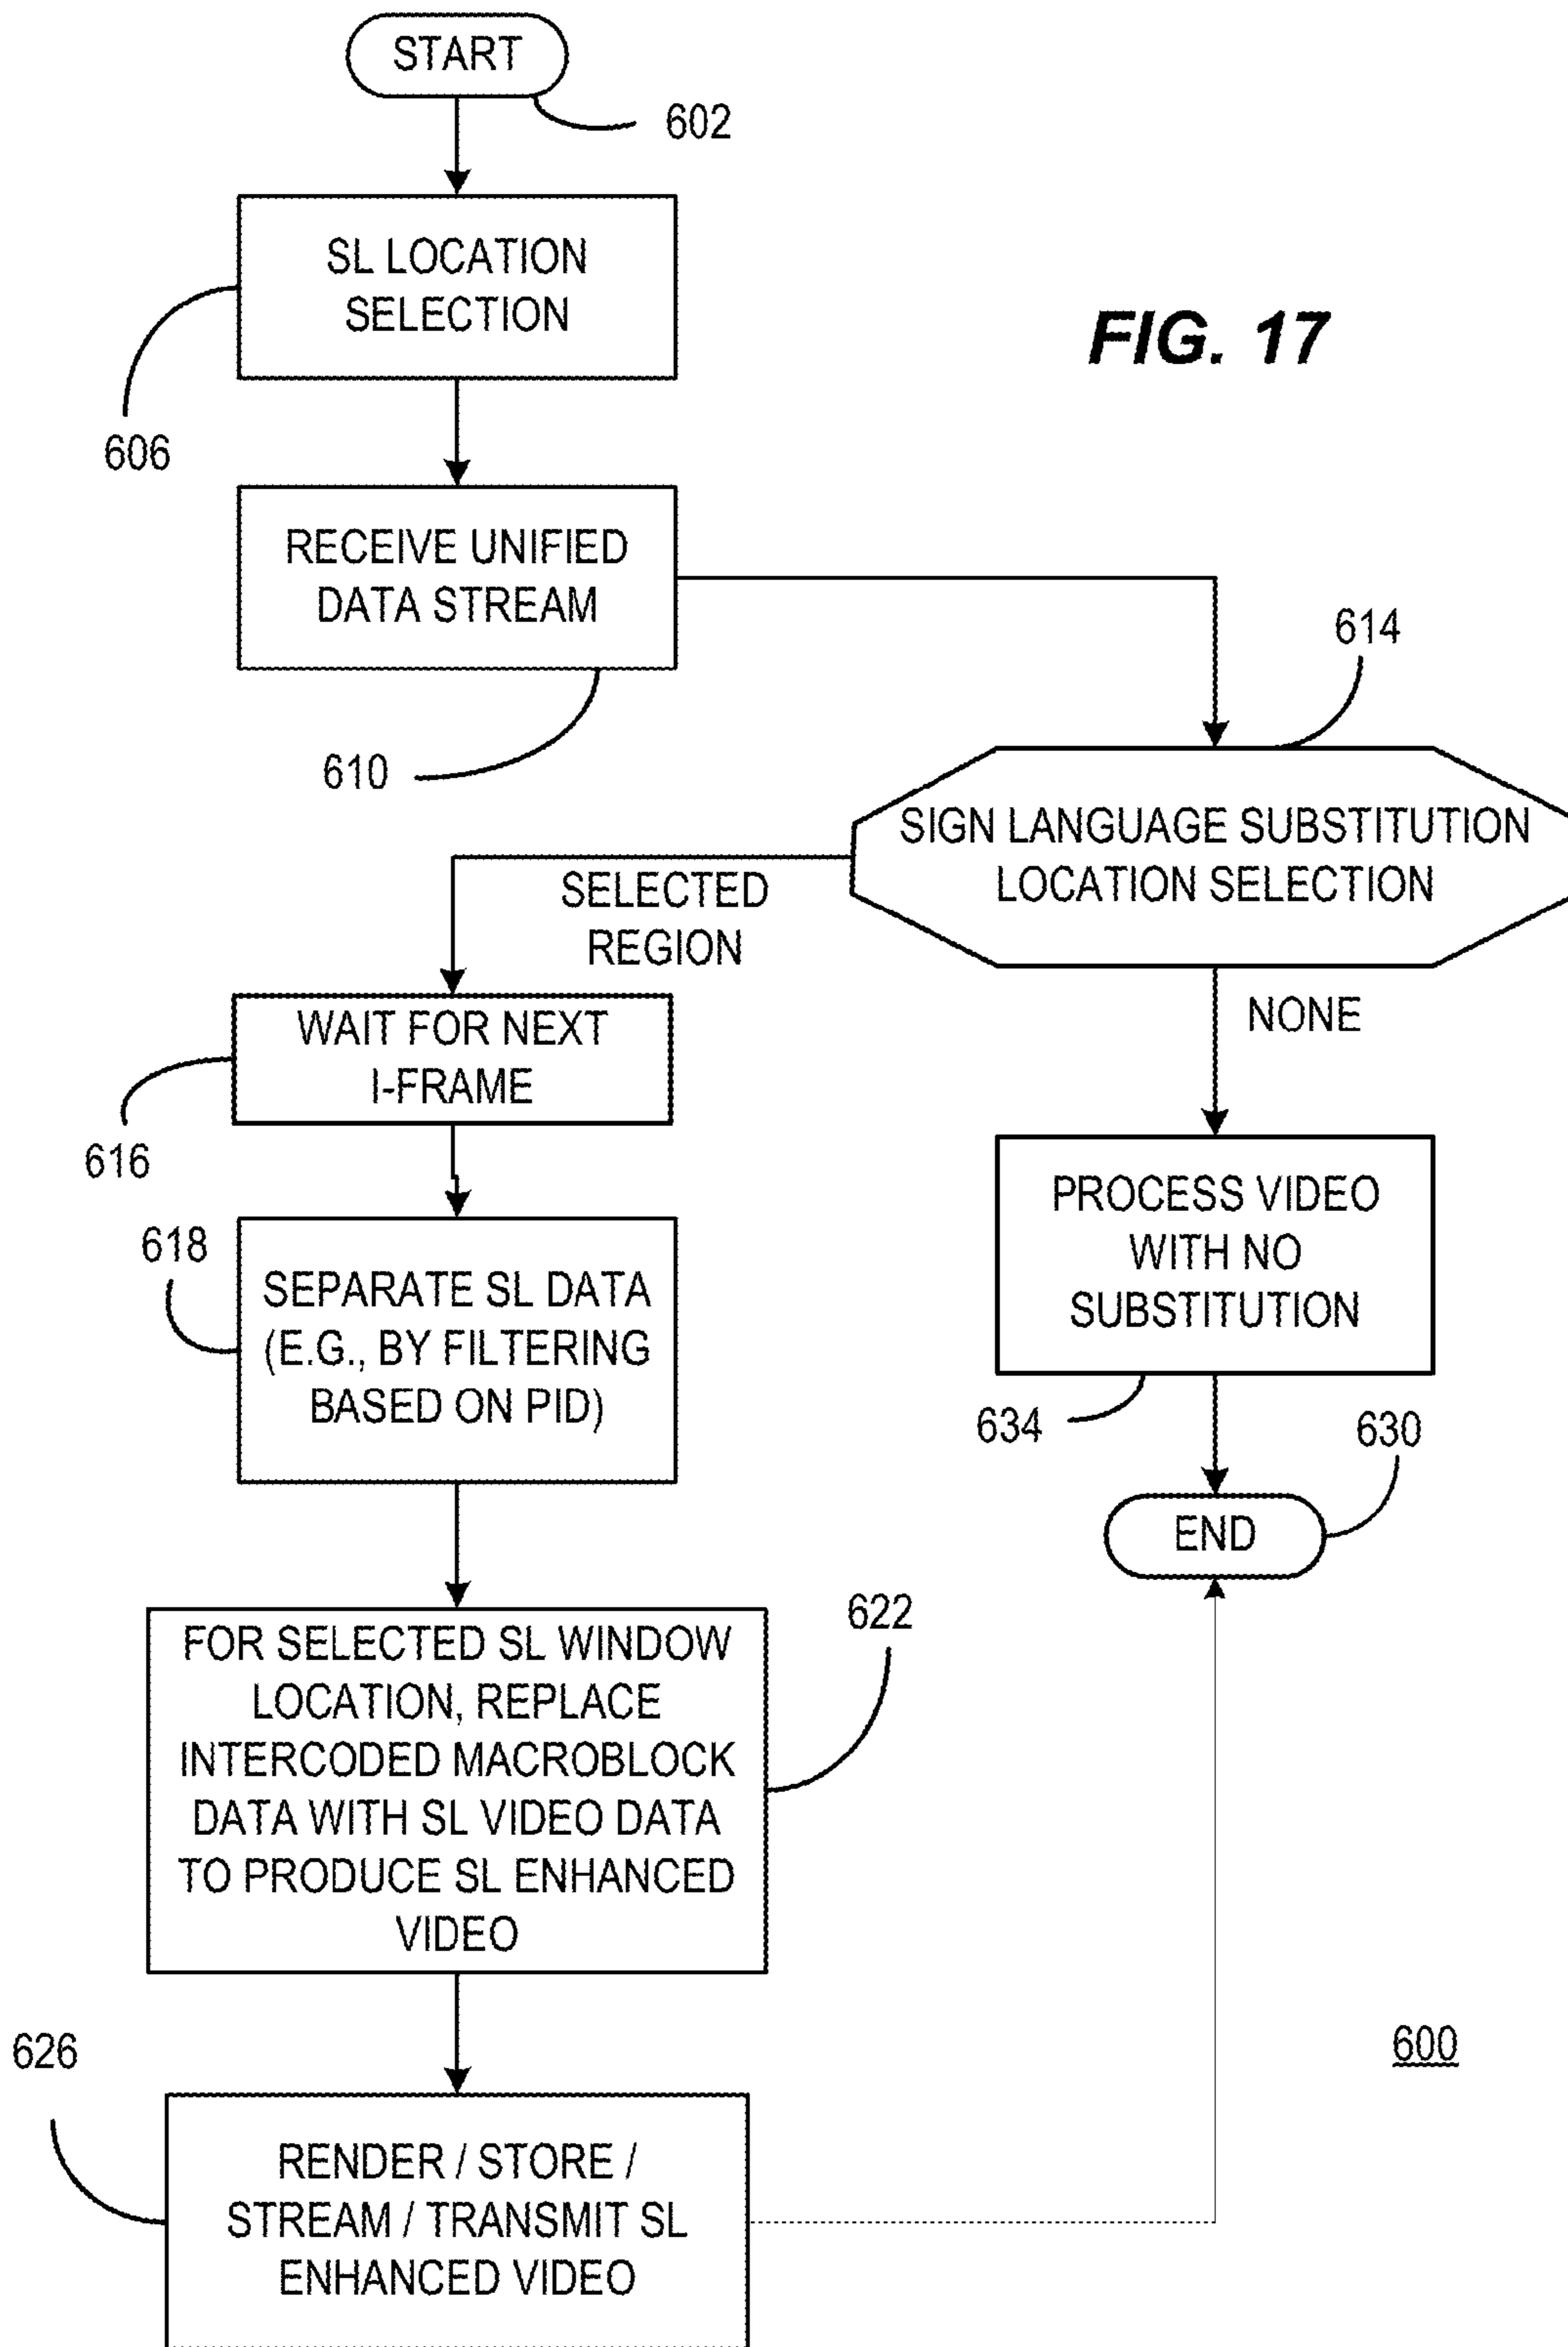 START
602
SL LOCATION
SELECTION
FIG. 17
606
RECEIVE UNIFIED
DATA STREAM
614
610
SIGN LANGUAGE SUBSTITUTION
LOCATION SELECTION
SELECTED
REGION
WAIT FOR NEXT
I-FRAME
NONE
616
PROCESS VIDEO
WITH NO
SUBSTITUTION
618
SEPARATE SL DATA
(E.G., BY FILTERING
BASED ON PID)
634
630
END
622
FOR SELECTED SL WINDOW
LOCATION, REPLACE
INTERCODED MACROBLOCK
DATA WITH SL VIDEO DATA
TO PRODUCE SL ENHANCED
VIDEO
626
600
RENDER / STORE /
STREAM / TRANSMIT SL
ENHANCED VIDEO